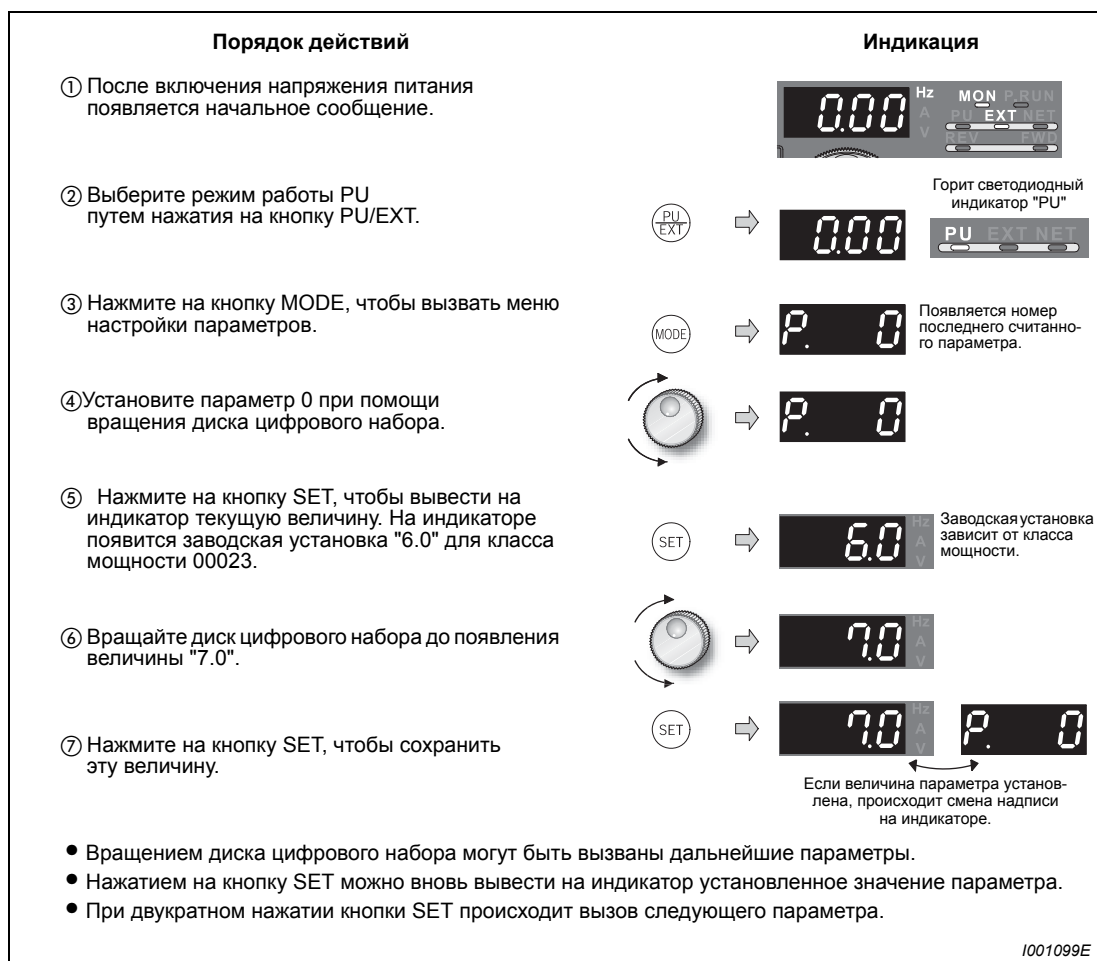 Порядок действий
Индикация
① После включения напряжения питания
появляется начальное сообщение.
0.00 Hz A V MON P.RUN
PU EXT NET
REV FWD
② Выберите режим работы PU
путем нажатия на кнопку PU/EXT.
PU
EXT
0.00
Горит светодиодный
индикатор "PU"
PU EXT NET
③ Нажмите на кнопку MODE, чтобы вызвать меню
настройки параметров.
MODE
P. 0
Появляется номер
последнего считанно-
го параметра.
④Установите параметр 0 при помощи
вращения диска цифрового набора.
P. 0
⑤ Нажмите на кнопку SET, чтобы вывести на
индикатор текущую величину. На индикаторе
появится заводская установка "6.0" для класса
мощности 00023.
SET
6.0 Hz A V
Заводская установка
зависит от класса
мощности.
⑥ Вращайте диск цифрового набора до появления
величины "7.0".
7.0 Hz A V
⑦ Нажмите на кнопку SET, чтобы сохранить
эту величину.
SET
7.0 Hz A V
P. 0
Если величина параметра установ-
лена, происходит смена надписи
на индикаторе.
● Вращением диска цифрового набора могут быть вызваны дальнейшие параметры.
● Нажатием на кнопку SET можно вновь вывести на индикатор установленное значение параметра.
● При двукратном нажатии кнопки SET происходит вызов следующего параметра.
I001099E